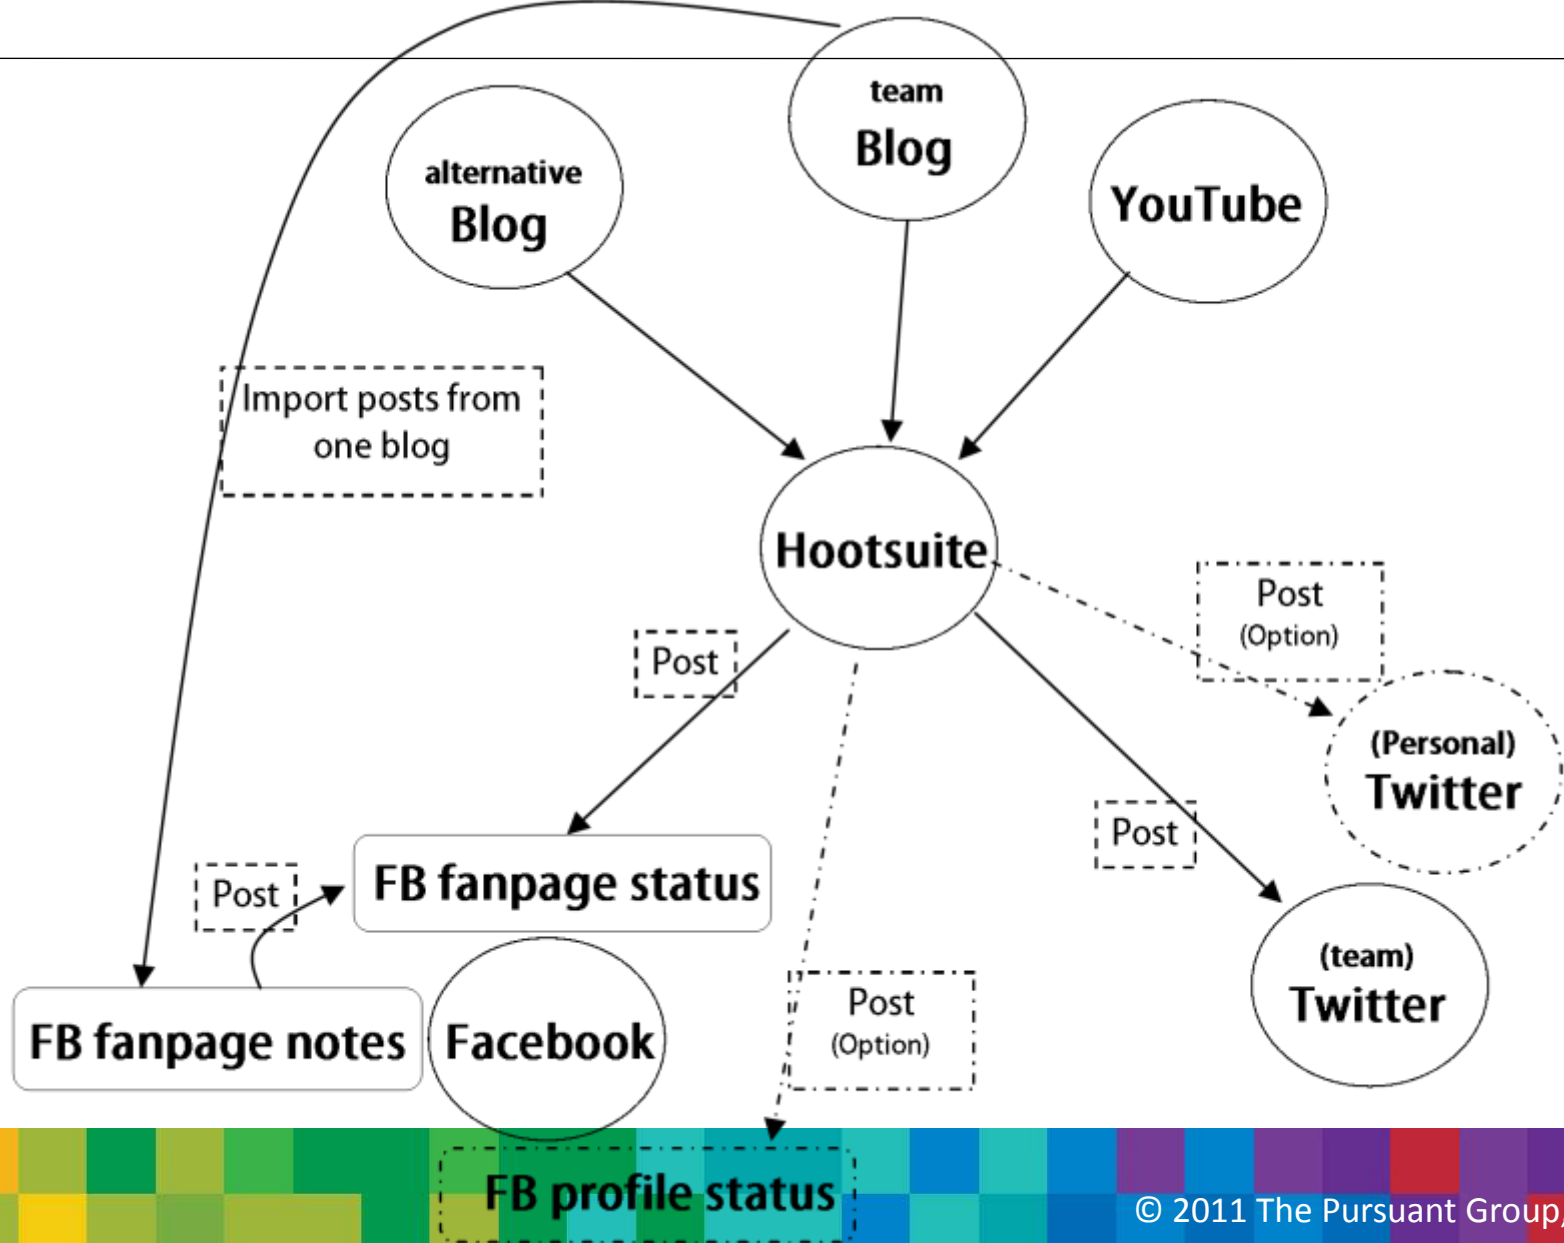 team
Blog
alternative
Blog
YouTube
Import posts from
one blog
Hootsuite
Post
(Option)
Post
(Personal)
Twitter
Post
FB fanpage status
Post
(team)
Twitter
FB fanpage notes
Facebook
Post
(Option)
FB profile status
© 2011 The Pursuant Group,